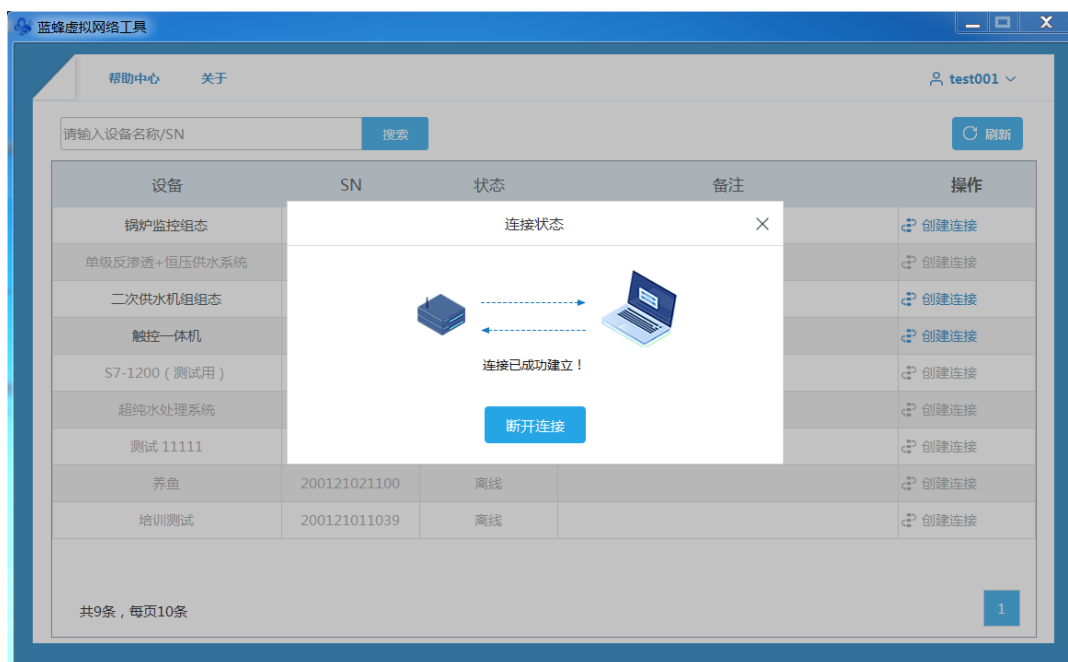 蓝蜂虚拟网络工具
帮助中心 关于 test001
请输入设备名称/SN 搜索 刷新
设备 SN 状态 备注 操作
锅炉监控组态 创建连接
单级反渗透+恒压供水系统 创建连接
二次供水机组组态 创建连接
触控一体机 创建连接
S7-1200（测试用） 创建连接
超纯水处理系统 创建连接
测试 11111 创建连接
养鱼 200121021100 离线 创建连接
培训测试 200121011039 离线 创建连接
连接状态
连接已成功建立！
断开连接
共9条，每页10条 1